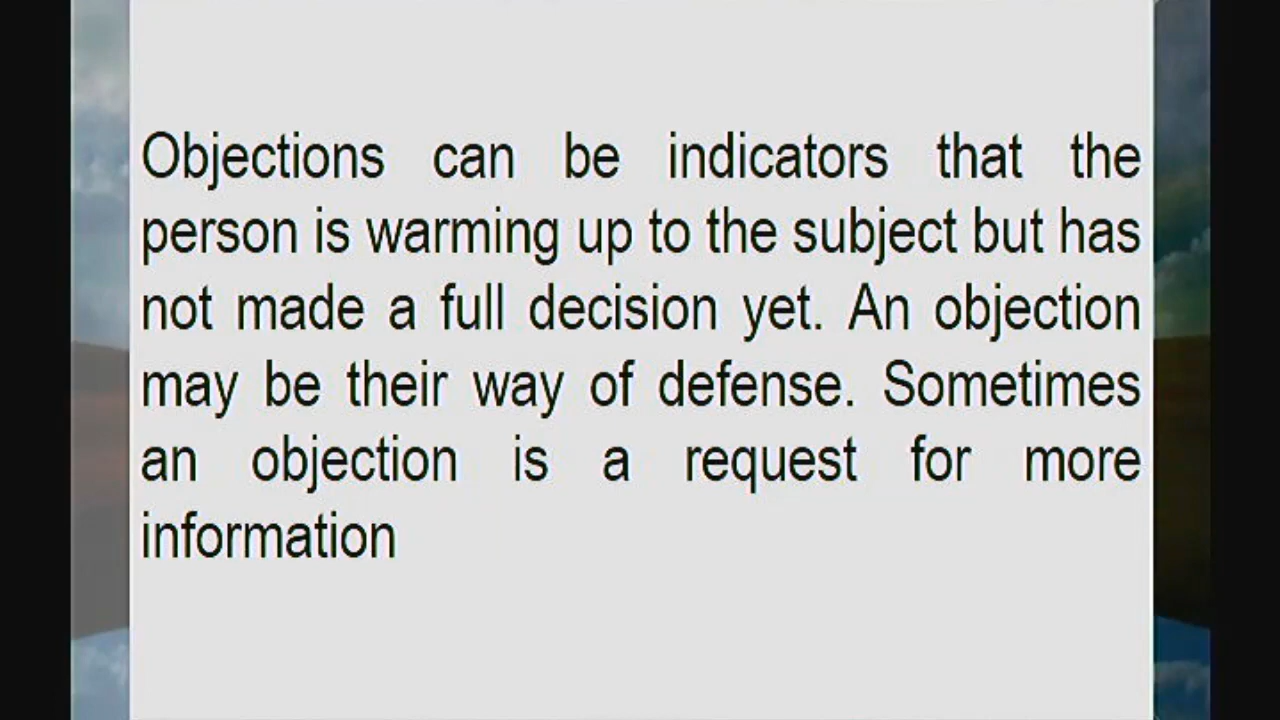 Objections can be indicators that the
person is warming up to the subject but has
not made a full decision yet. An objection
may be their way of defense. Sometimes
an objection is a request for more
information